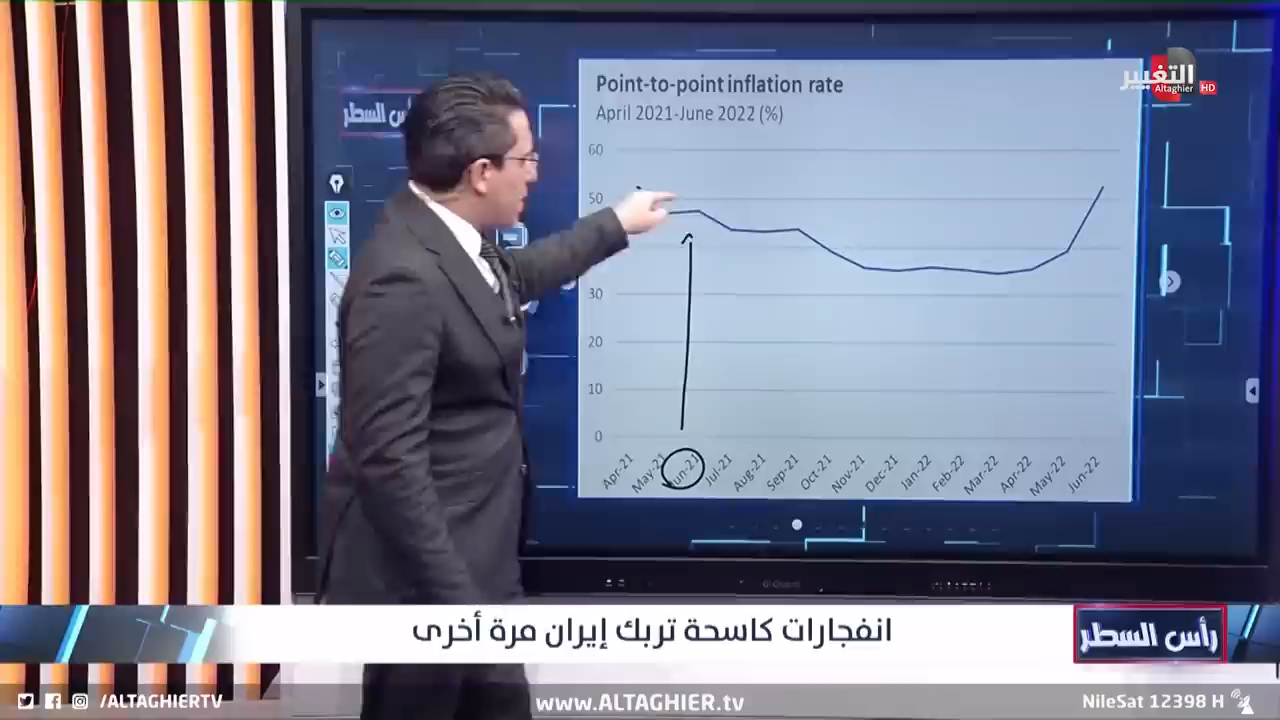 التغيير
Altaghier HD
رأس السطر
Point-to-point inflation rate
April 2021-June 2022 (%)
60
50
30
20
10
0
Apr-21
May-21
Jun-21
Jul-21
Aug-21
Sep-21
Oct-21
Nov-21
Dec-21
Jan-22
Feb-22
Mar-22
Apr-22
May-22
Jun-22
انفجارات كاسحة تربك إيران مرة أخرى
رأس السطر
/ALTAGHIERTV
www.ALTAGHIER.tv
NileSat 12398 H